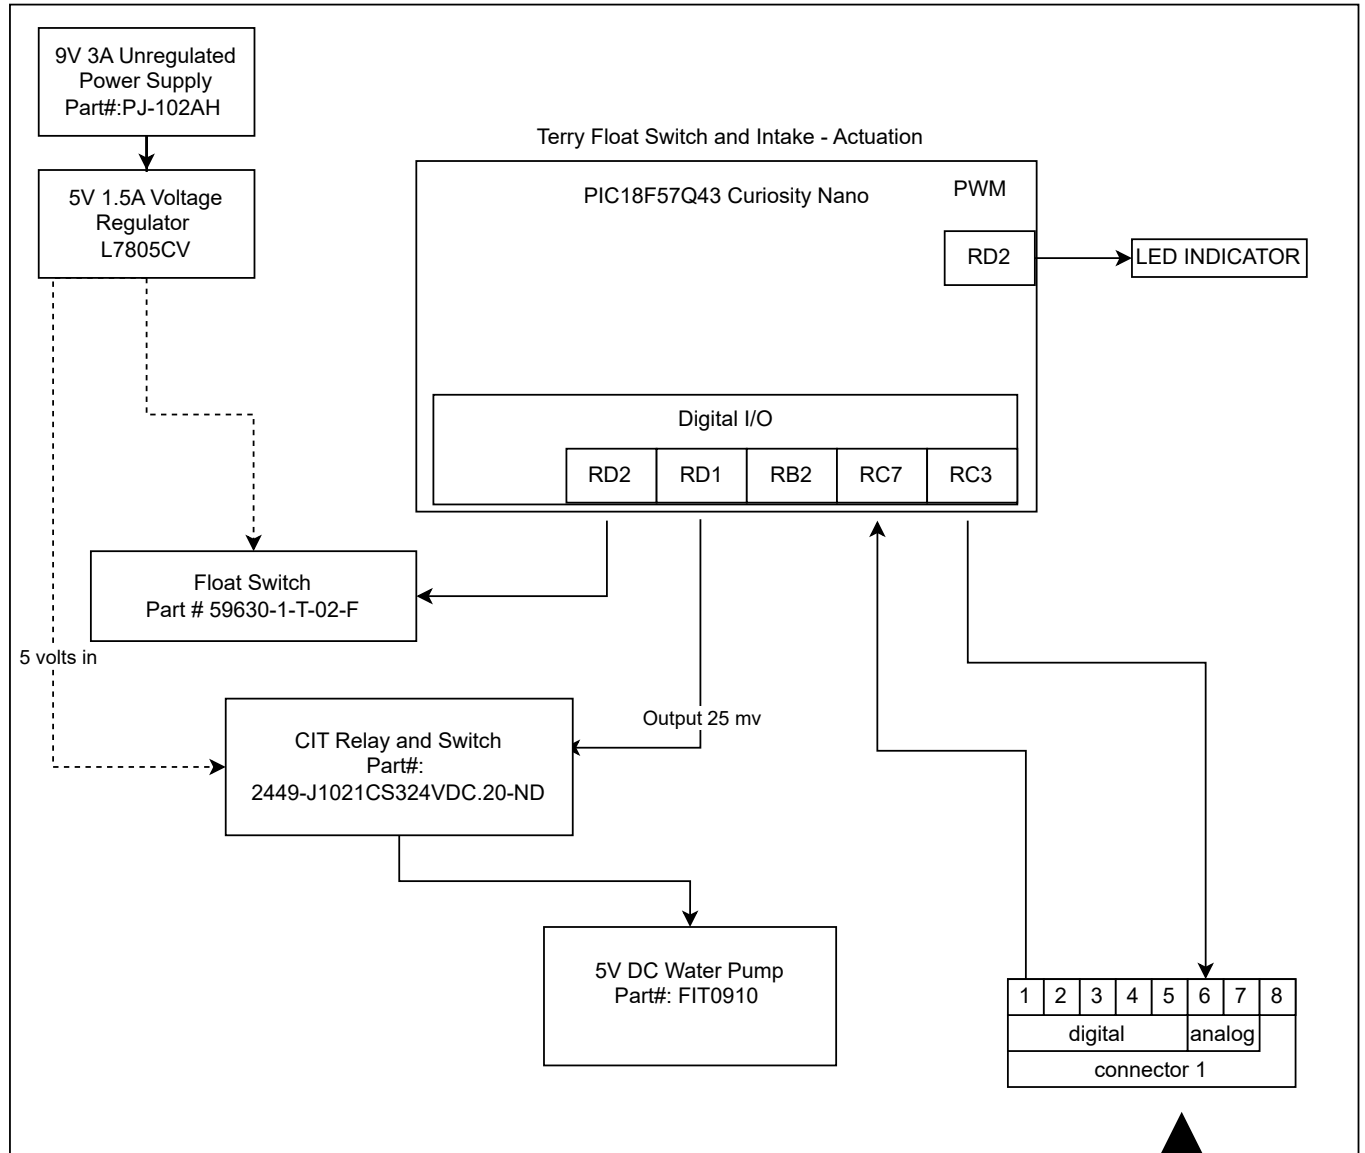 9V 3A Unregulated
Power Supply
Part#:PJ-102AH
5V 1.5A Voltage
Regulator
L7805CV
Terry Float Switch and Intake - Actuation
PIC18F57Q43 Curiosity Nano
PWM
RD2
LED INDICATOR
Digital I/O
RD2 RD1 RB2 RC7 RC3
Float Switch
Part # 59630-1-T-02-F
5 volts in
Output 25 mv
CIT Relay and Switch
Part#:
2449-J1021CS324VDC.20-ND
5V DC Water Pump
Part#: FIT0910
1 2 3 4 5 6 7 8
digital analog
connector 1